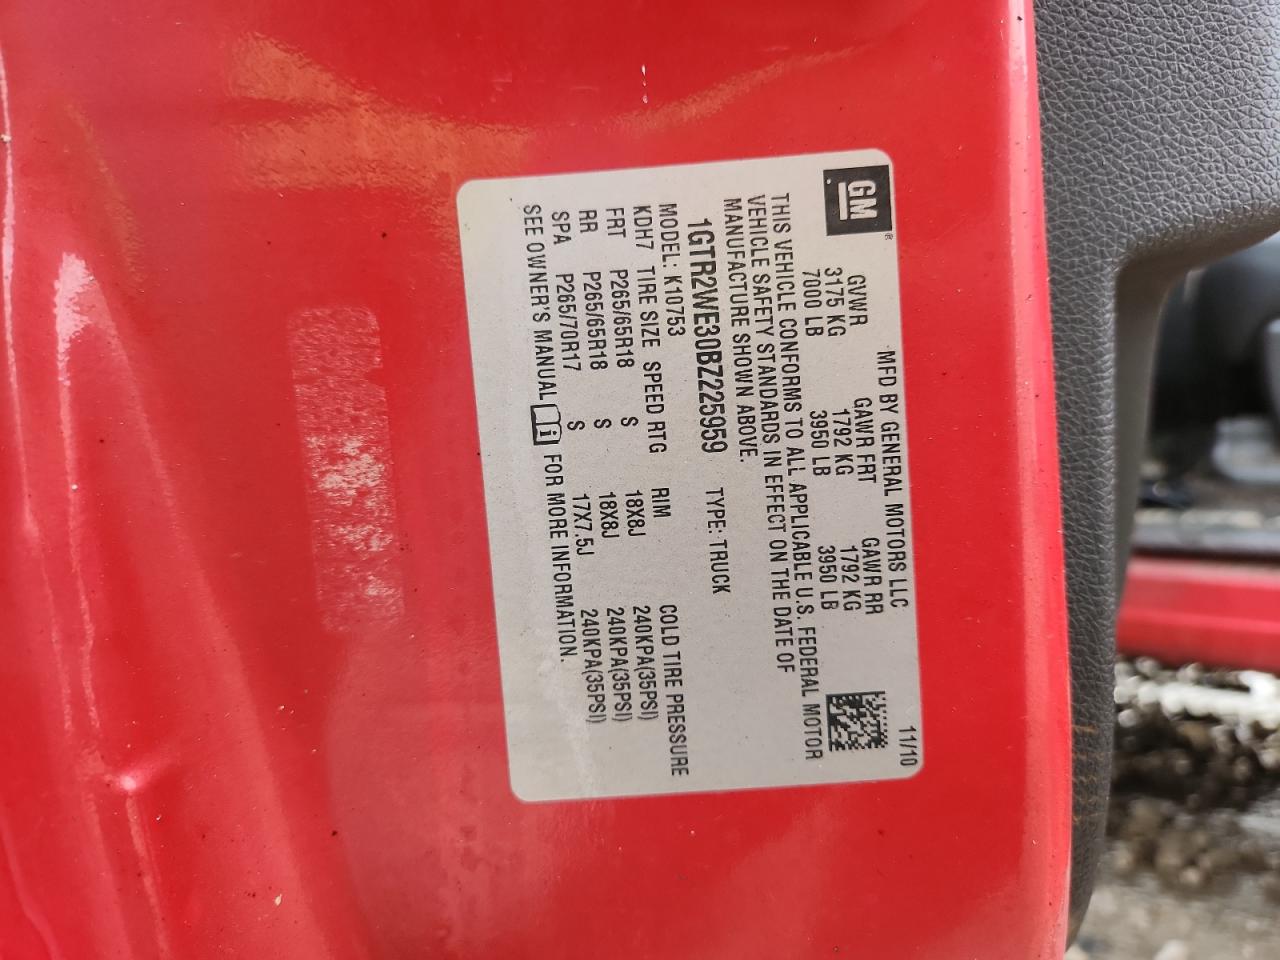 GM®
MFD BY GENERAL MOTORS LLC 11/10
GVWR GAWR FRT GAWR RR
3175 KG 1792 KG 1792 KG
7000 LB 3950 LB 3950 LB
THIS VEHICLE CONFORMS TO ALL APPLICABLE U.S. FEDERAL MOTOR
VEHICLE SAFETY STANDARDS IN EFFECT ON THE DATE OF
MANUFACTURE SHOWN ABOVE.
1GTR2WE30BZ225959 TYPE: TRUCK
MODEL: K10753
KDH7 TIRE SIZE SPEED RTG RIM COLD TIRE PRESSURE
FRT P265/65R18 S 18X8J 240KPA(35PSI)
RR P265/65R18 S 18X8J 240KPA(35PSI)
SPA P265/70R17 S 17X7.5J 240KPA(35PSI)
SEE OWNER'S MANUAL i FOR MORE INFORMATION.